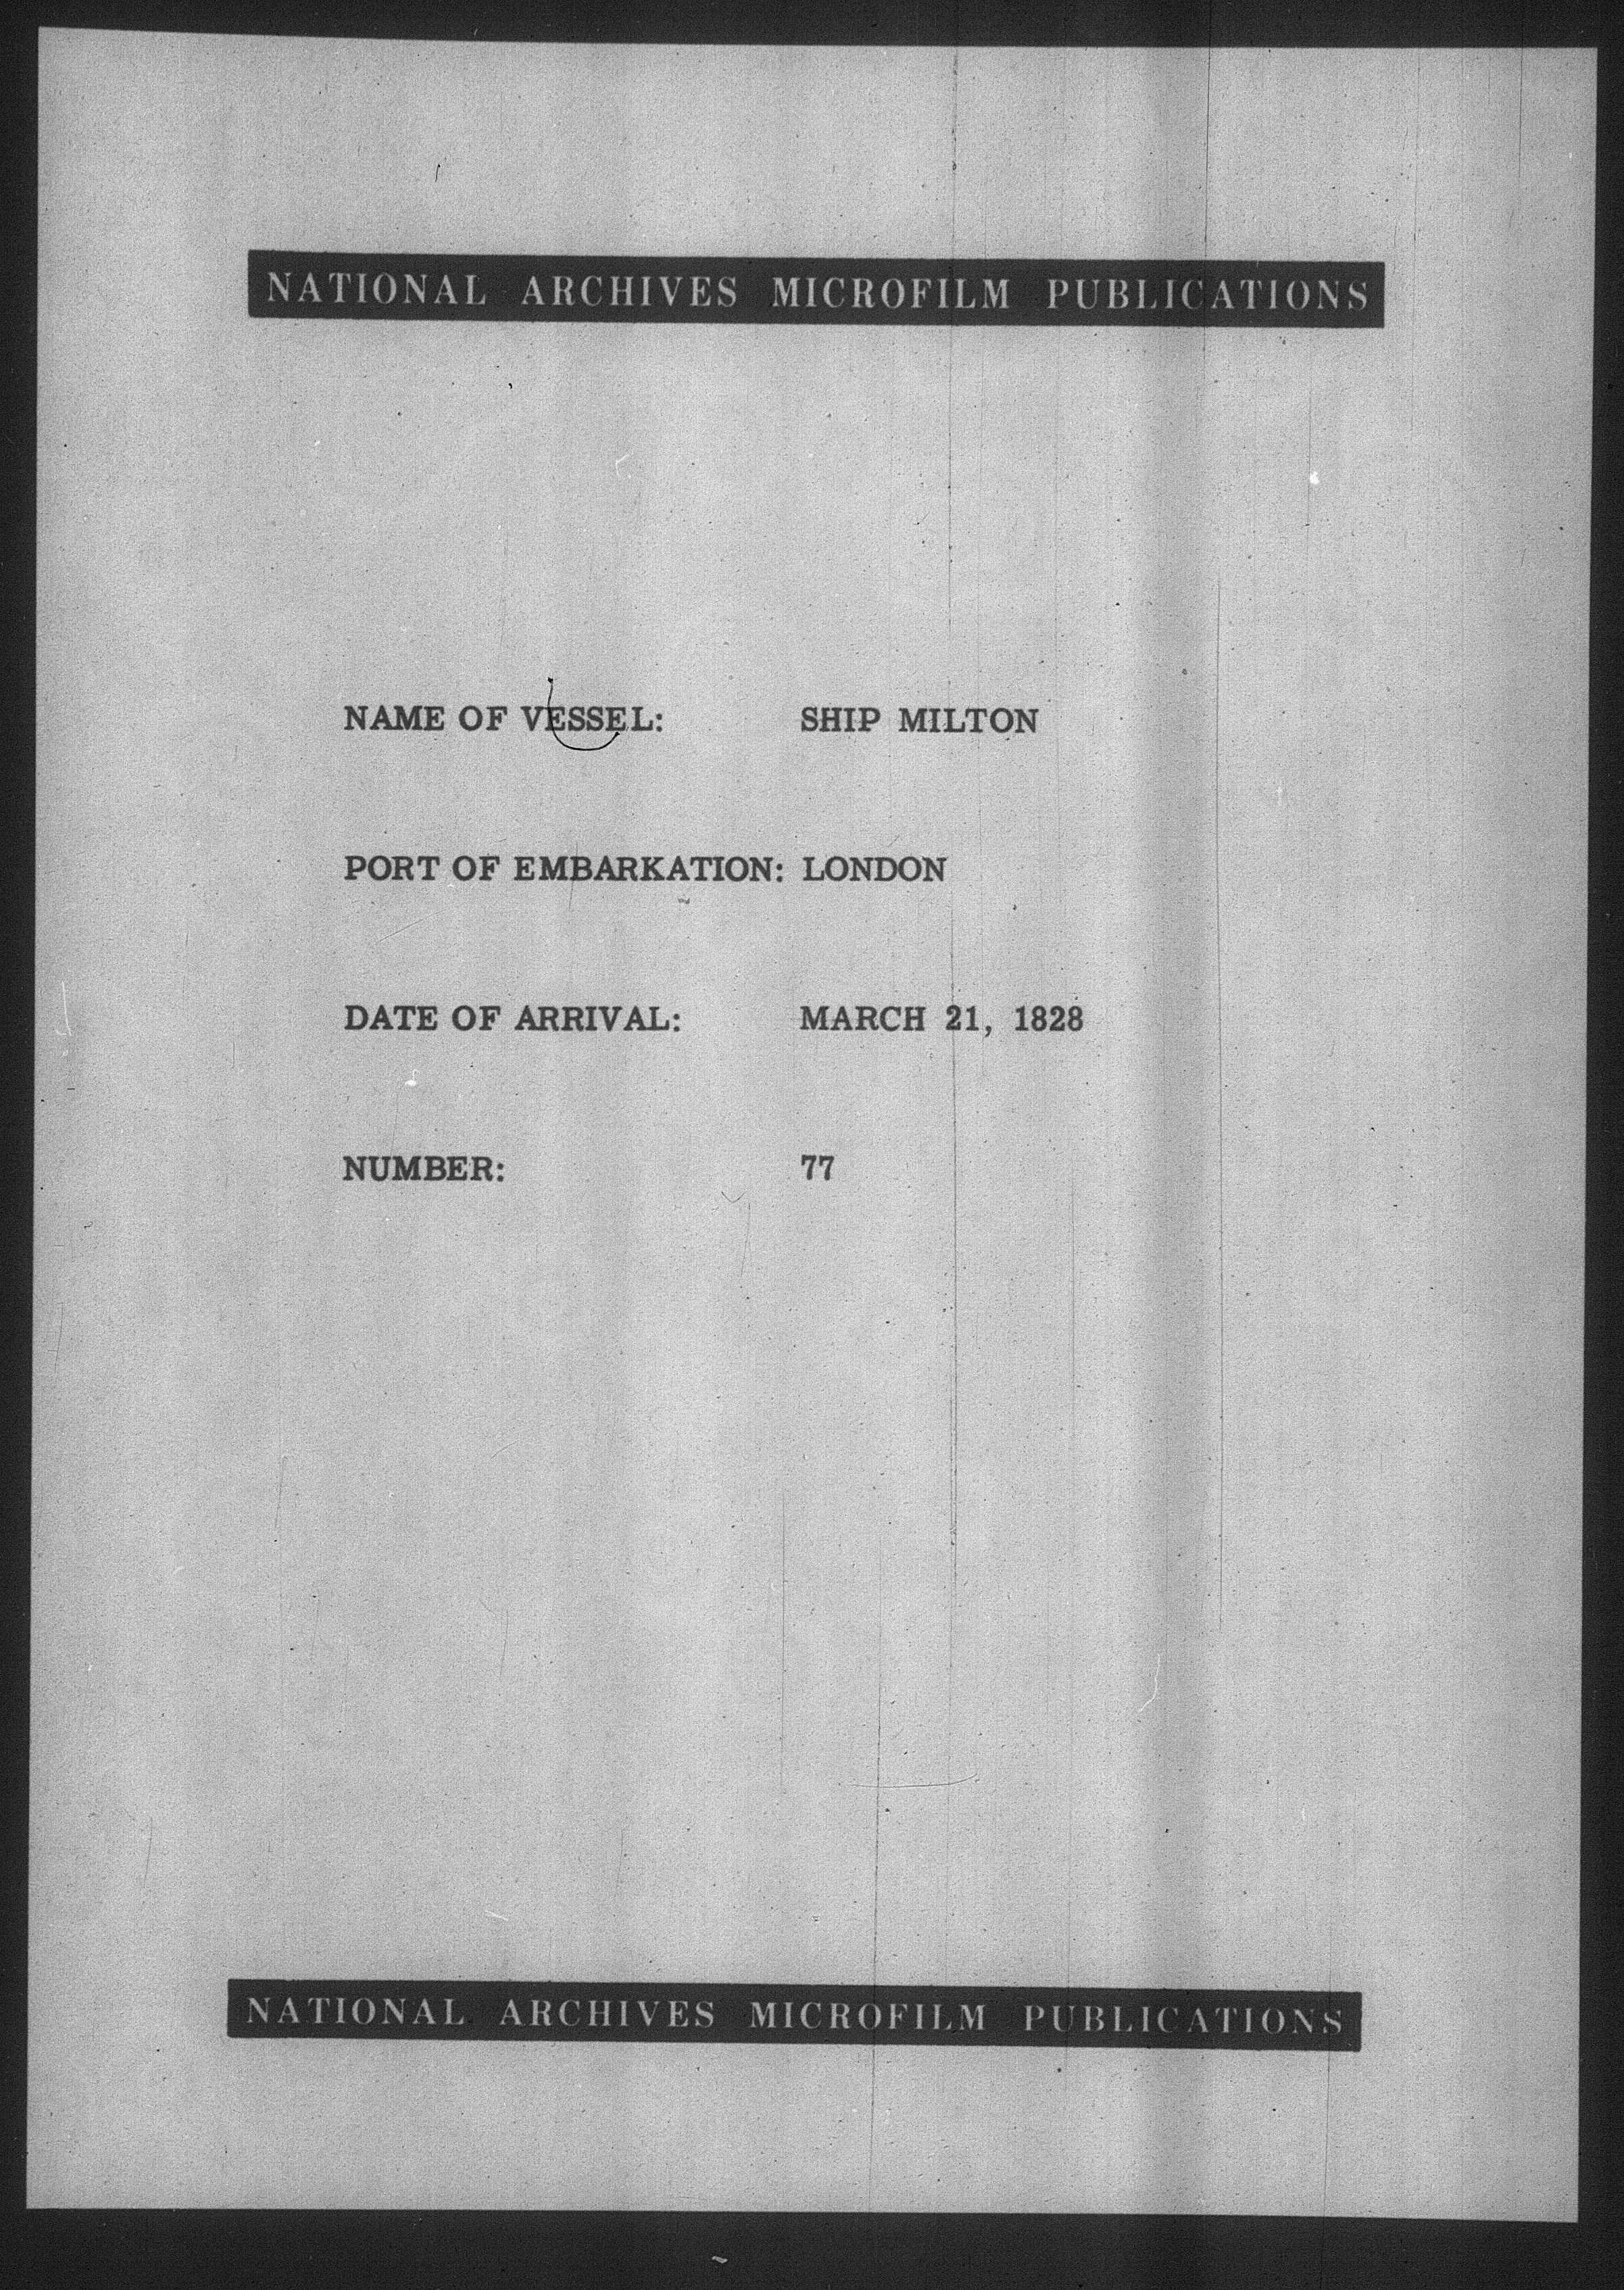 NATIONAL ARCHIVES MICROFILM PUBLICATIONS
NAME OF VESSEL: SHIP MILTON
PORT OF EMBARKATION: LONDON
DATE OF ARRIVAL: MARCH 21, 1828
NUMBER: 77
NATIONAL ARCHIVES MICROFILM PUBLICATIONS